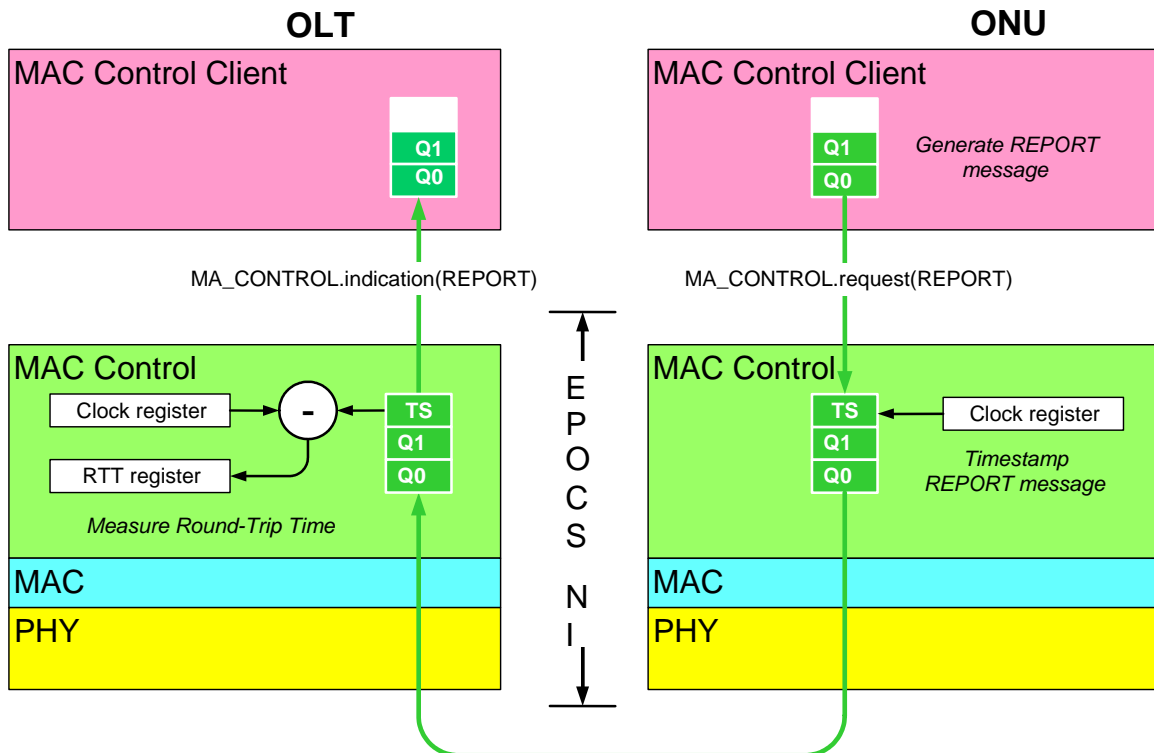 OLT
MAC Control Client
Q1
Q0
MA_CONTROL.indication(REPORT)
MAC Control
Clock register
-
TS
Q1
Q0
RTT register
Measure Round-Trip Time
MAC
PHY
EPOCS NI
ONU
MAC Control Client
Q1
Q0
Generate REPORT
message
MA_CONTROL.request(REPORT)
MAC Control
TS
Q1
Q0
Clock register
Timestamp
REPORT message
MAC
PHY